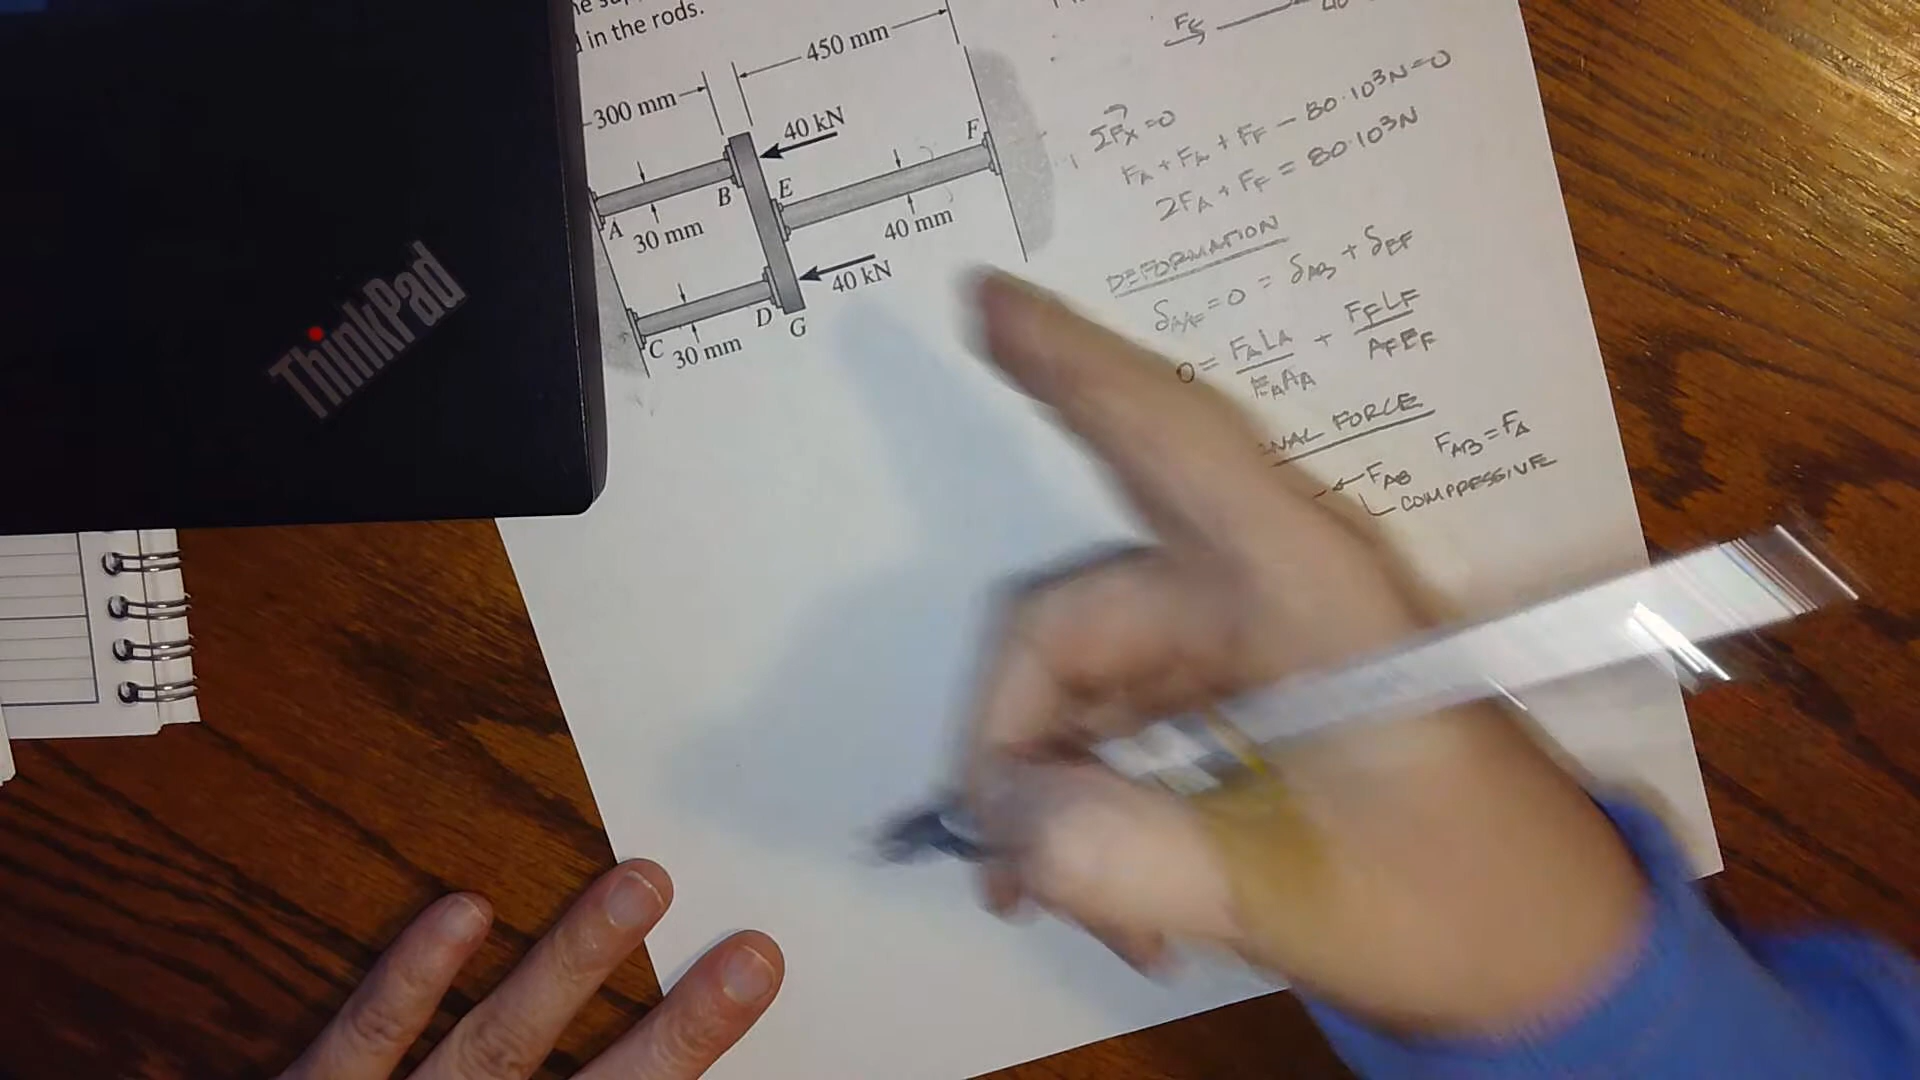 in the rods.
450 mm
300 mm
40 kN
F
B
E
A
30 mm
40 mm
40 kN
D
G
C
30 mm
ThinkPad
ΣFx=0
FA + FA + FF - 80·10³N=0
2FA + FF = 80·10³N
DEFORMATION
δA/F=0 = δAB + δEF
0 = FALA/EAAA + FFLF/AFEF
NAL FORCE
FAB FAB=FA
COMPRESSIVE